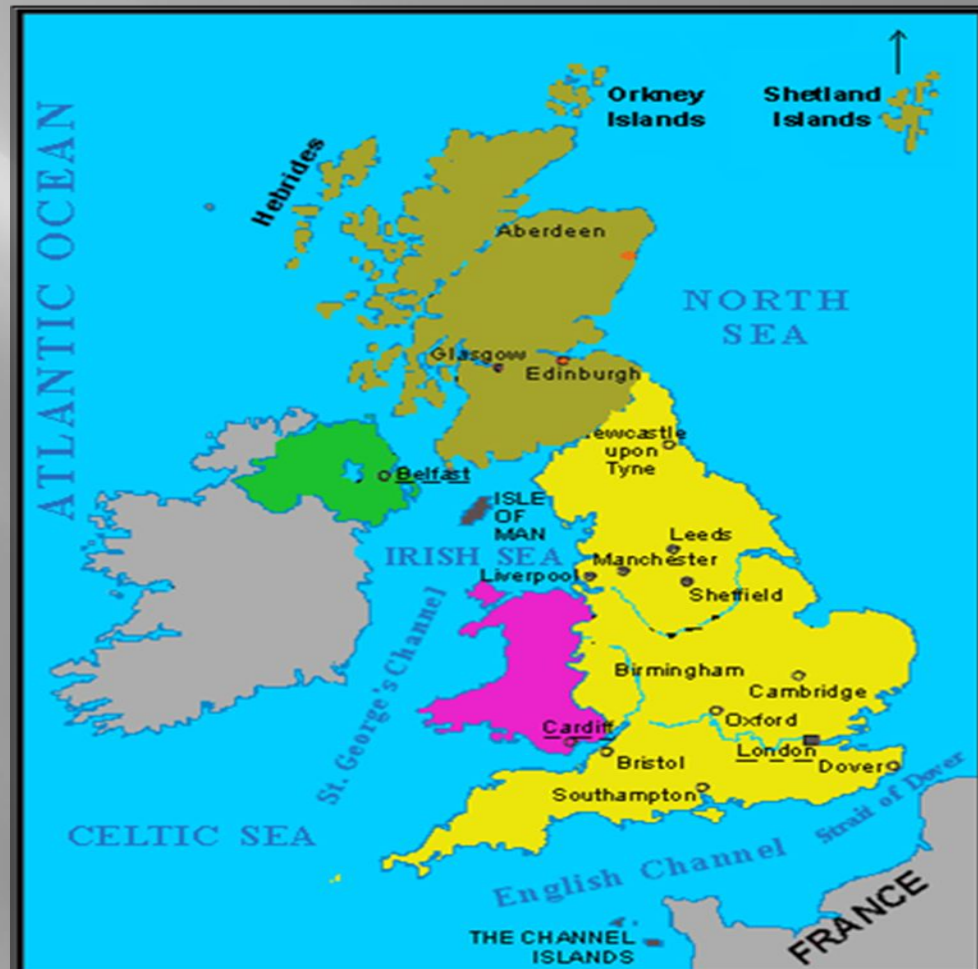 Orkney
Islands
Shetland
Islands
Hebrides
ATLANTIC OCEAN
Aberdeen
NORTH
SEA
Glasgow
Edinburgh
ewcastle
upon
Tyne
Belfast
ISLE
OF
MAN
IRISH SEA
Leeds
Manchester
Liverpool
Sheffield
St. George's Channel
Birmingham
Cambridge
Cardiff
Oxford
London
Bristol
Dover
Southampton
Strait of Dover
CELTIC SEA
English Channel
FRANCE
THE CHANNEL
ISLANDS